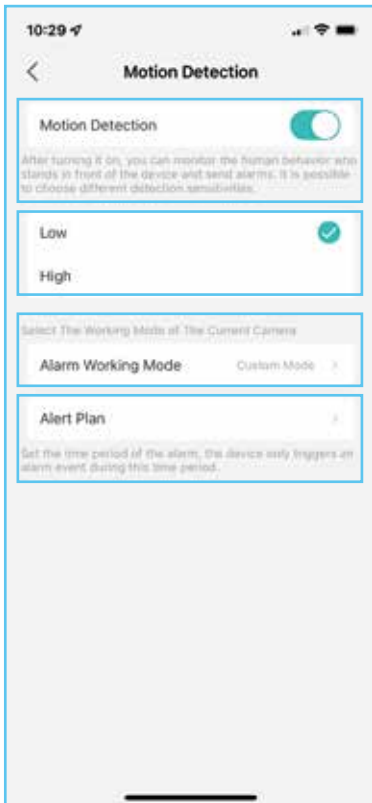 10:29
Motion Detection
Motion Detection
After turning it on, you can monitor the human behavior who
stands in front of the device and send alarms. It is possible
to choose different detection sensitivities.
Low
High
Select The Working Mode of The Current Camera
Alarm Working Mode Custom Mode
Alert Plan
Set the time period of the alarm, the device only triggers an
alarm event during this time period.